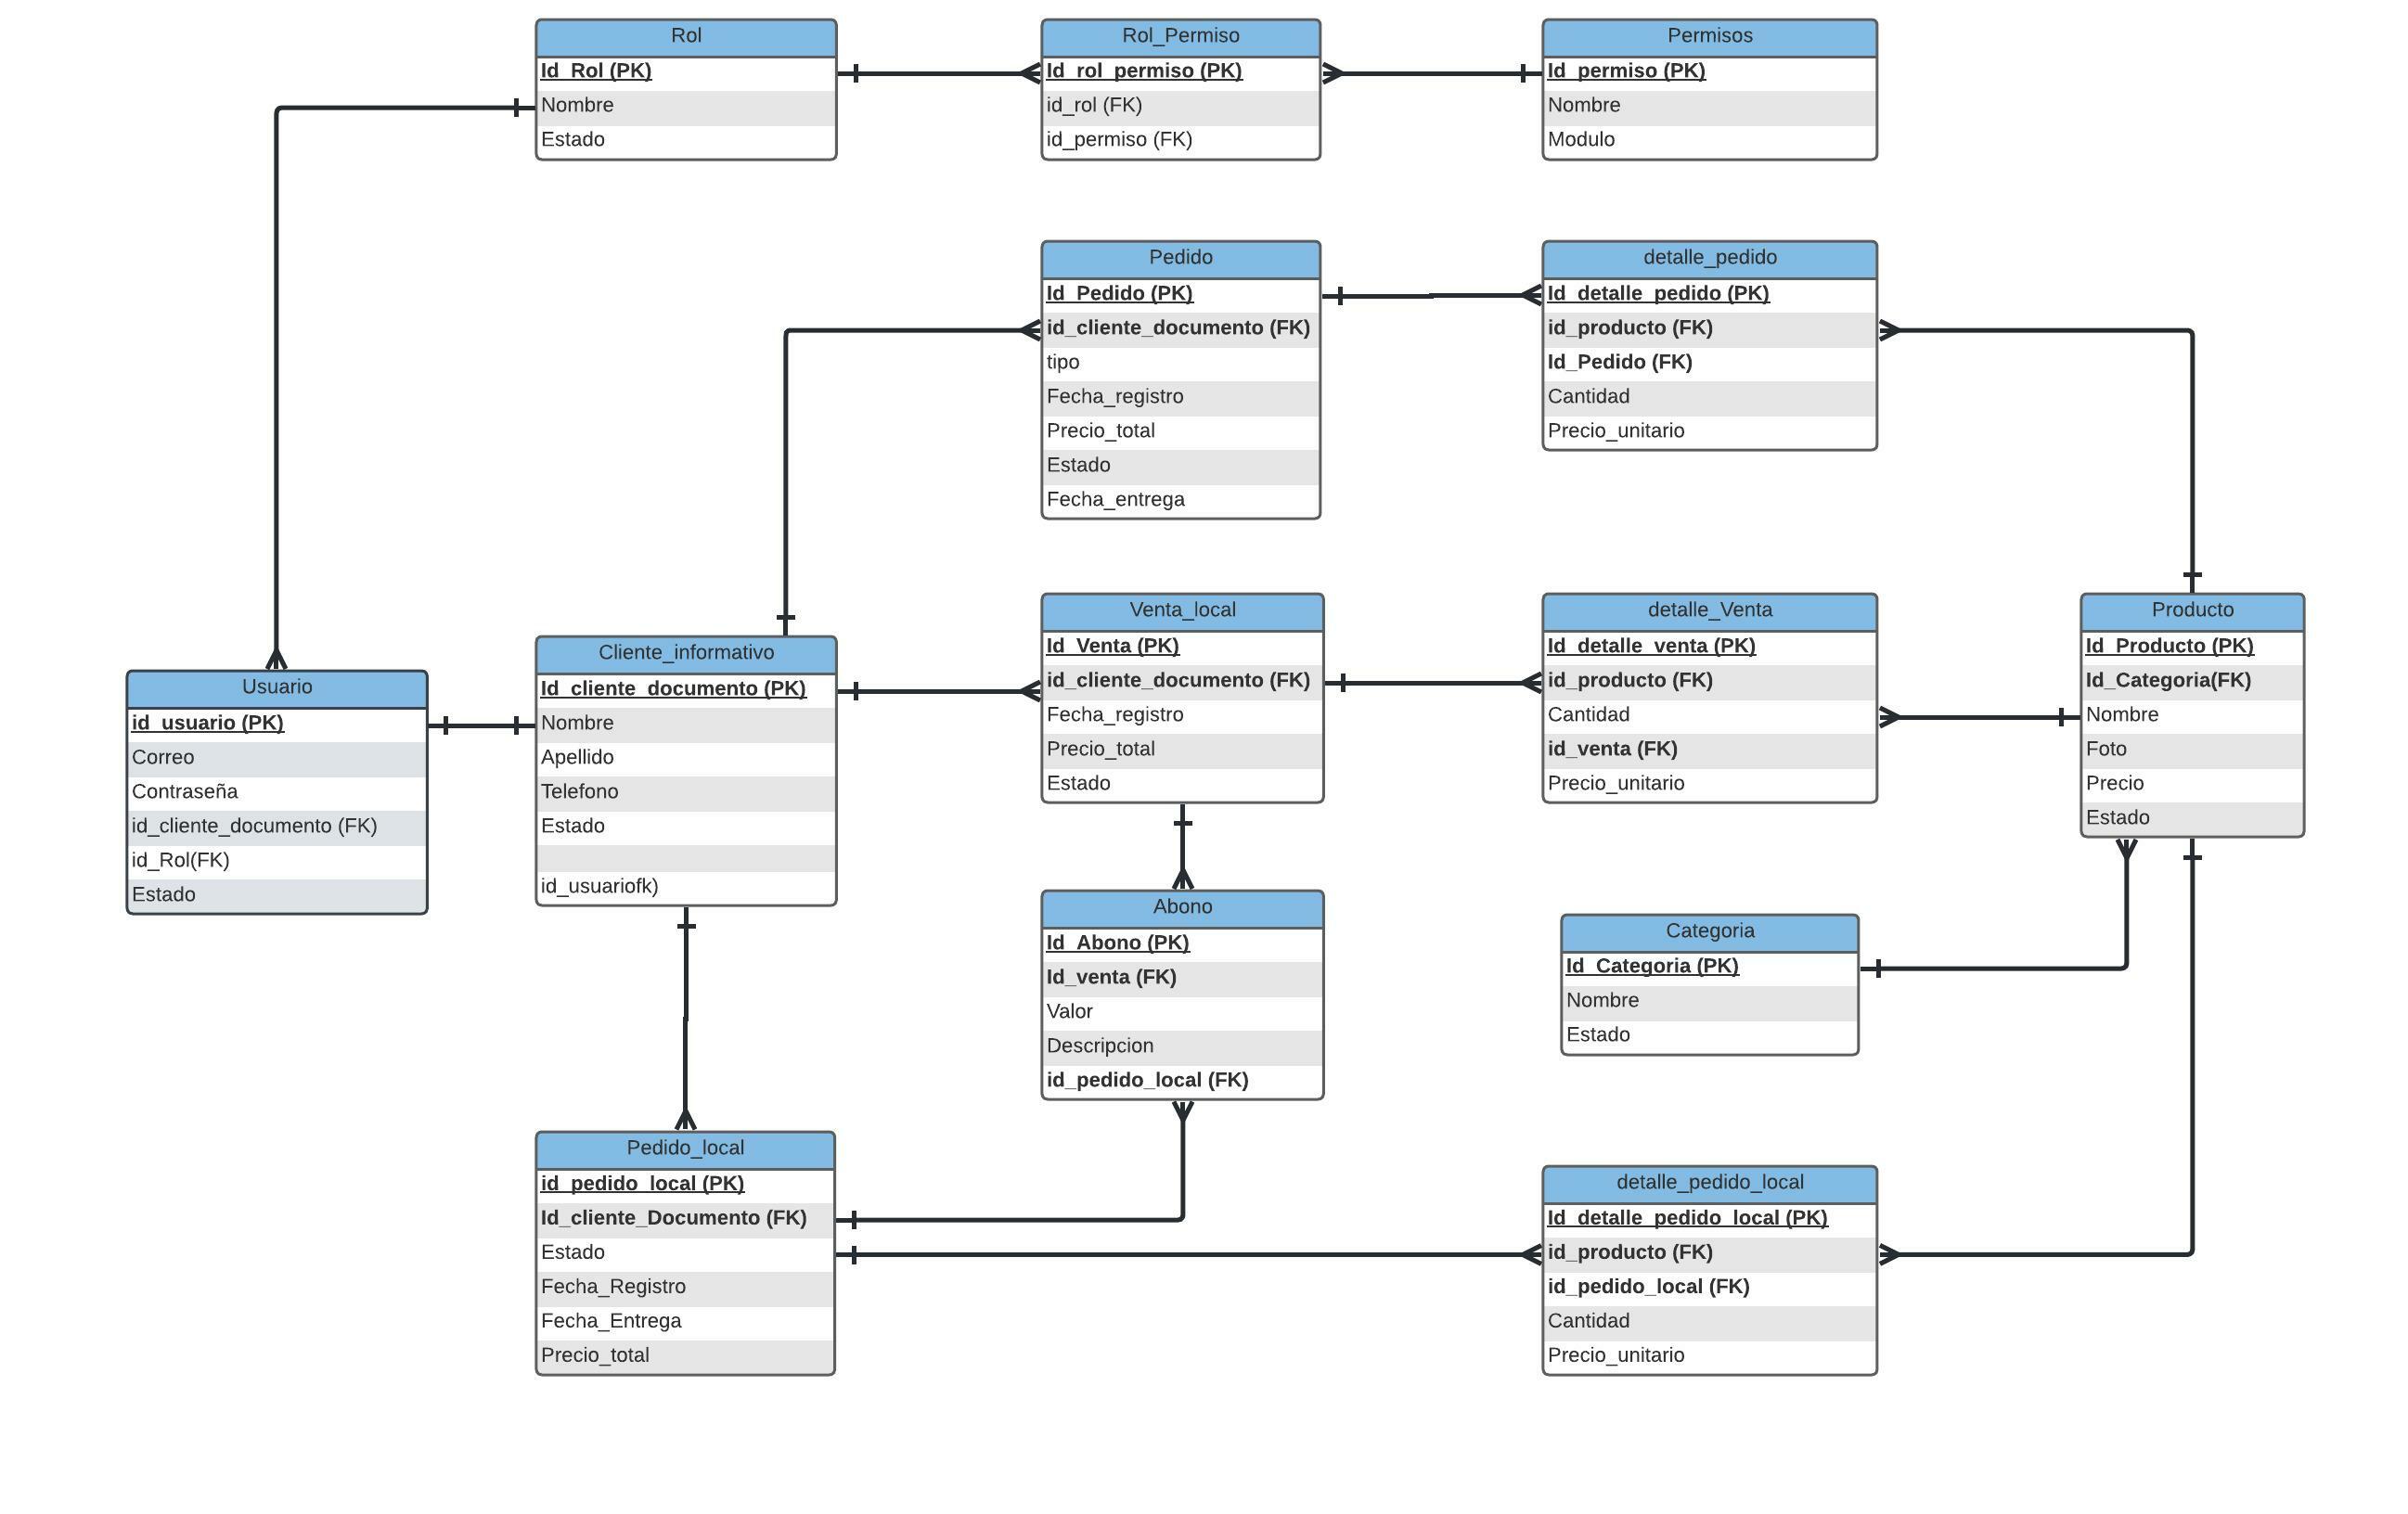 Rol
Id_Rol (PK)
Nombre
Estado
Rol_Permiso
Id_rol_permiso (PK)
id_rol (FK)
id_permiso (FK)
Permisos
Id_permiso (PK)
Nombre
Modulo
Pedido
Id_Pedido (PK)
id_cliente_documento (FK)
tipo
Fecha_registro
Precio_total
Estado
Fecha_entrega
detalle_pedido
Id_detalle_pedido (PK)
id_producto (FK)
Id_Pedido (FK)
Cantidad
Precio_unitario
Usuario
id_usuario (PK)
Correo
Contraseña
id_cliente_documento (FK)
id_Rol(FK)
Estado
Cliente_informativo
Id_cliente_documento (PK)
Nombre
Apellido
Telefono
Estado
id_usuariofk)
Venta_local
Id_Venta (PK)
id_cliente_documento (FK)
Fecha_registro
Precio_total
Estado
detalle_Venta
Id_detalle_venta (PK)
id_producto (FK)
Cantidad
id_venta (FK)
Precio_unitario
Producto
Id_Producto (PK)
Id_Categoria(FK)
Nombre
Foto
Precio
Estado
Abono
Id_Abono (PK)
Id_venta (FK)
Valor
Descripcion
id_pedido_local (FK)
Categoria
Id_Categoria (PK)
Nombre
Estado
Pedido_local
id_pedido_local (PK)
Id_cliente_Documento (FK)
Estado
Fecha_Registro
Fecha_Entrega
Precio_total
detalle_pedido_local
Id_detalle_pedido_local (PK)
id_producto (FK)
id_pedido_local (FK)
Cantidad
Precio_unitario